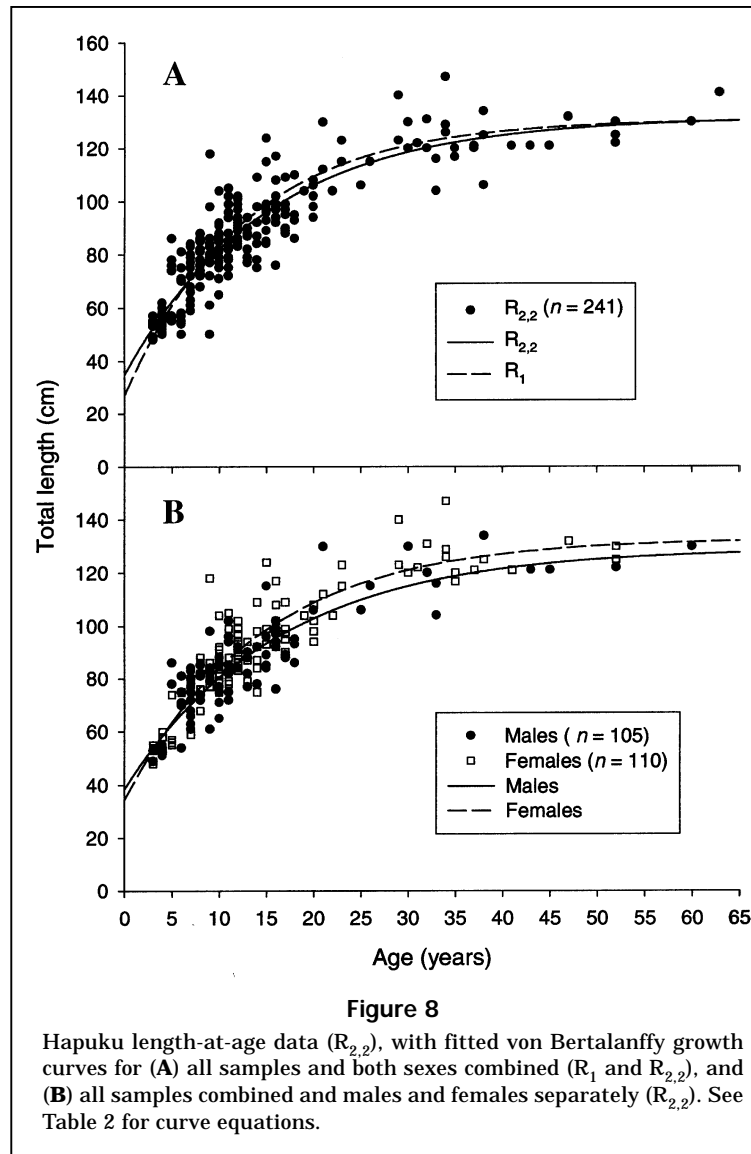 160
A
140
120
100
80
60
40
20
0
R2,2 (n = 241)
R2,2
R1
Total length (cm)
B
140
120
100
80
60
40
20
0
Males ( n = 105)
Females (n = 110)
Males
Females
0 5 10 15 20 25 30 35 40 45 50 55 60 65
Age (years)
Figure 8
Hapuku length-at-age data (R2,2), with fitted von Bertalanffy growth
curves for (A) all samples and both sexes combined (R1 and R2,2), and
(B) all samples combined and males and females separately (R2,2). See
Table 2 for curve equations.